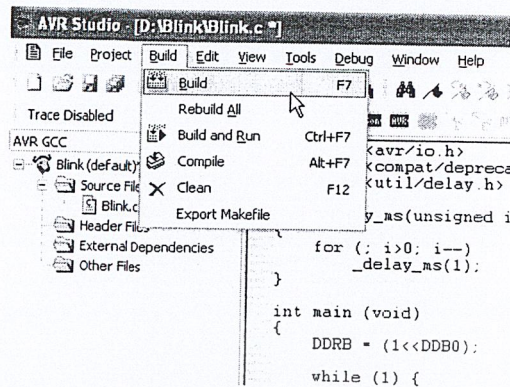 AVR Studio - [D:\Blink\Blink.c *]
File Project Build Edit View Tools Debug Window Help
Build F7
Rebuild All
Build and Run Ctrl+F7
Compile Alt+F7
Clean F12
Export Makefile
Trace Disabled
AVR GCC
Blink (default)
Source File
Blink.c
Header Files
External Dependencies
Other Files
<avr/io.h>
<compat/depreca
<util/delay.h>
y_ms(unsigned i
{
for (; i>0; i--)
_delay_ms(1);
}
int main (void)
{
DDRB = (1<<DDB0);
while (1) {